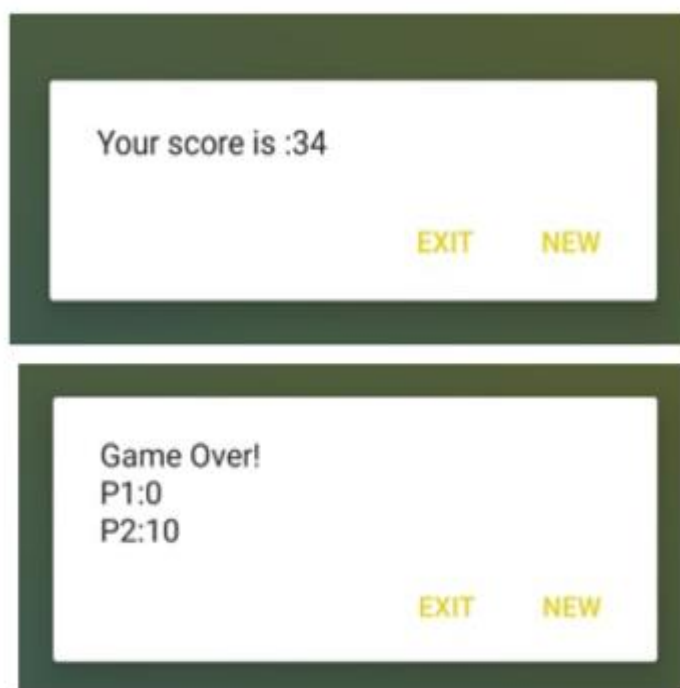 Your score is :34
EXIT NEW
Game Over!
P1:0
P2:10
EXIT NEW